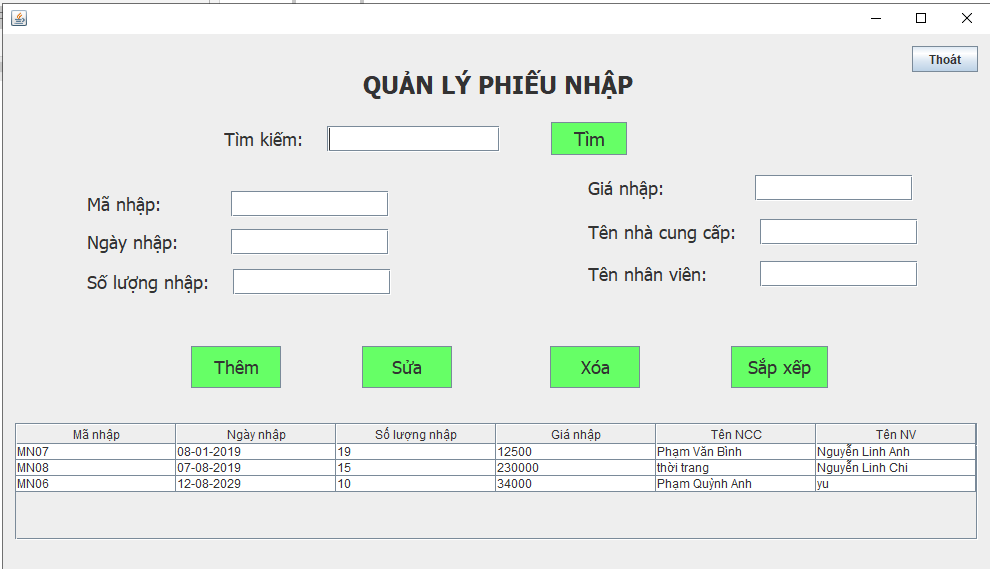 Thoát
QUẢN LÝ PHIẾU NHẬP
Tìm kiếm: Tìm
Mã nhập: Giá nhập:
Ngày nhập: Tên nhà cung cấp:
Số lượng nhập: Tên nhân viên:
Thêm Sửa Xóa Sắp xếp
Mã nhập Ngày nhập Số lượng nhập Giá nhập Tên NCC Tên NV
MN07 08-01-2019 19 12500 Phạm Văn Bình Nguyễn Linh Anh
MN08 07-08-2019 15 230000 thời trang Nguyễn Linh Chi
MN06 12-08-2029 10 34000 Phạm Quỳnh Anh yu